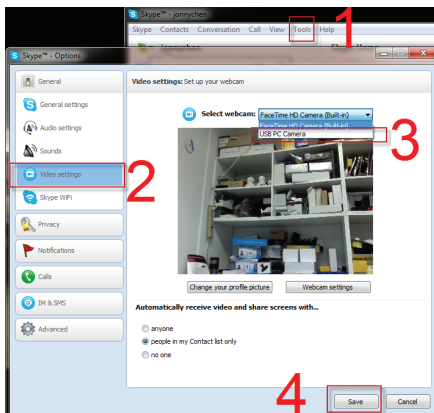 Skype™ - jonnychen
Skype Contacts Conversation Call View Tools Help
1
Skype™ - Options
General
General settings
Audio settings
Sounds
Video settings
2
Skype WiFi
Privacy
Notifications
Calls
IM & SMS
Advanced
Video settings: Set up your webcam
Select webcam: FaceTime HD Camera (Built-in)
FaceTime HD Camera (Built-in)
USB PC Camera
3
Change your profile picture Webcam settings
Automatically receive video and share screens with...
anyone
people in my Contact list only
no one
4
Save Cancel